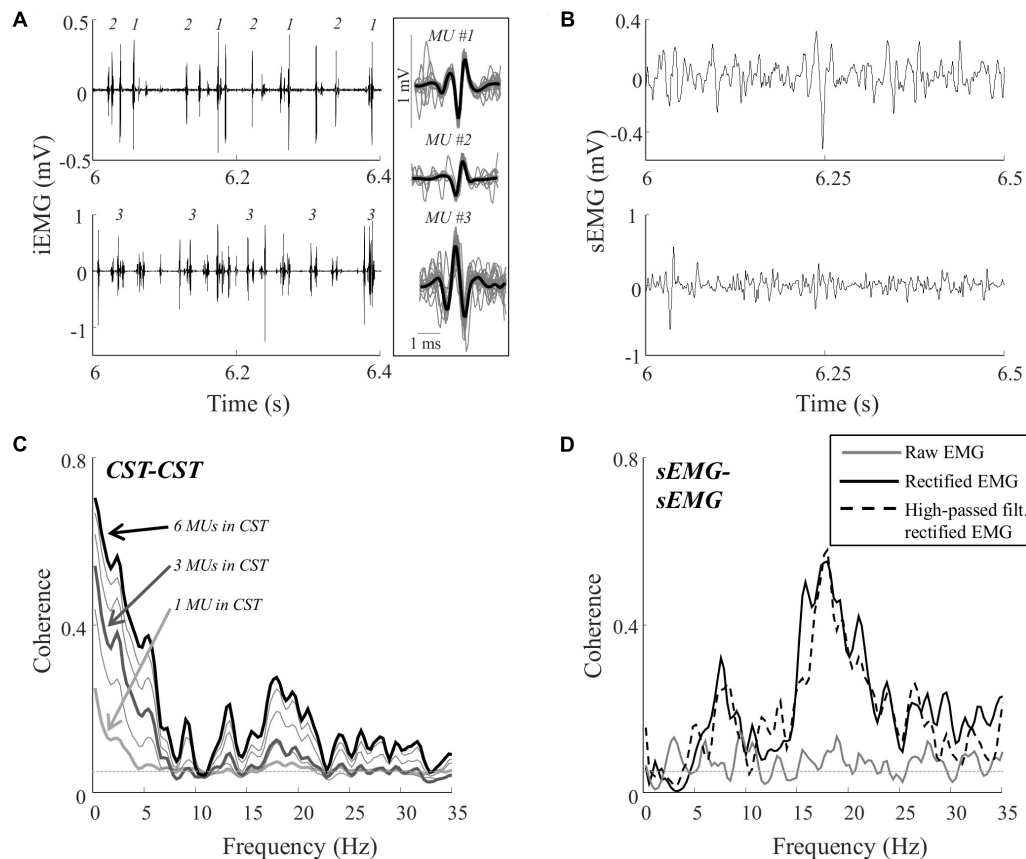 A
iEMG (mV)
0.5
0
-0.5
2 1 2 1 2 1 2 1
6 6.2 6.4
1
0
-1
3 3 3 3 3
6 6.2 6.4
Time (s)
MU #1
1 mV
MU #2
MU #3
1 ms
B
sEMG (mV)
0.4
0
-0.4
6 6.25 6.5
1
0
-1
6 6.25 6.5
Time (s)
C
CST-CST
6 MUs in CST
3 MUs in CST
1 MU in CST
Coherence
0.8
0.4
0
0 5 10 15 20 25 30 35
Frequency (Hz)
D
sEMG-
sEMG
Raw EMG
Rectified EMG
High-passed filt.
rectified EMG
Coherence
0.8
0.4
0
0 5 10 15 20 25 30 35
Frequency (Hz)